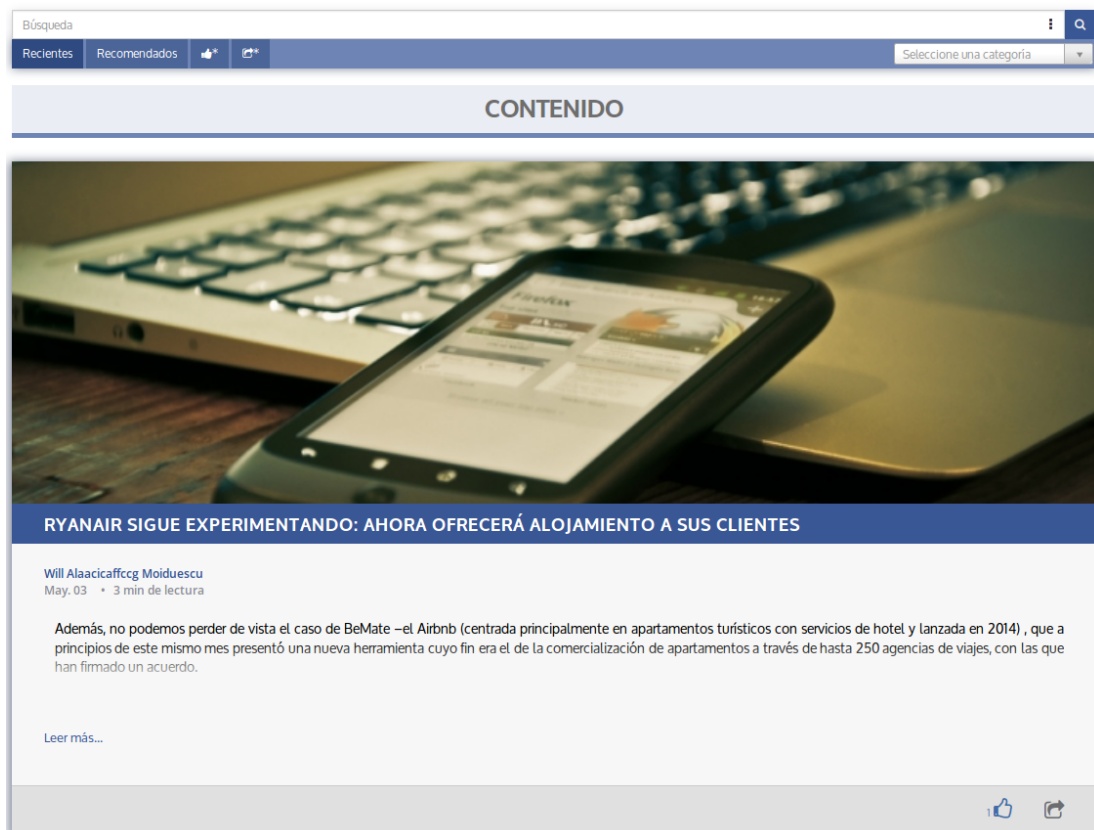 Búsqueda
Recientes Recomendados * * Seleccione una categoría
CONTENIDO
Firefox
RYANAIR SIGUE EXPERIMENTANDO: AHORA OFRECERÁ ALOJAMIENTO A SUS CLIENTES
Will Alaacicaffccg Moiduescu
May. 03 • 3 min de lectura
Además, no podemos perder de vista el caso de BeMate –el Airbnb (centrada principalmente en apartamentos turísticos con servicios de hotel y lanzada en 2014) , que a
principios de este mismo mes presentó una nueva herramienta cuyo fin era el de la comercialización de apartamentos a través de hasta 250 agencias de viajes, con las que
han firmado un acuerdo.
Leer más...
1